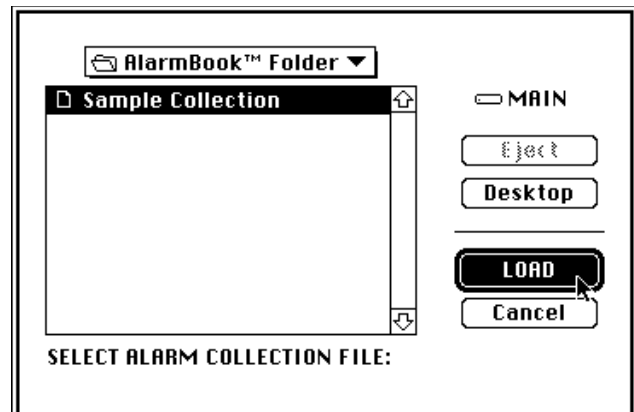 AlarmBook™ Folder
Sample Collection
MAIN
Eject
Desktop
LOAD
Cancel
SELECT ALARM COLLECTION FILE: